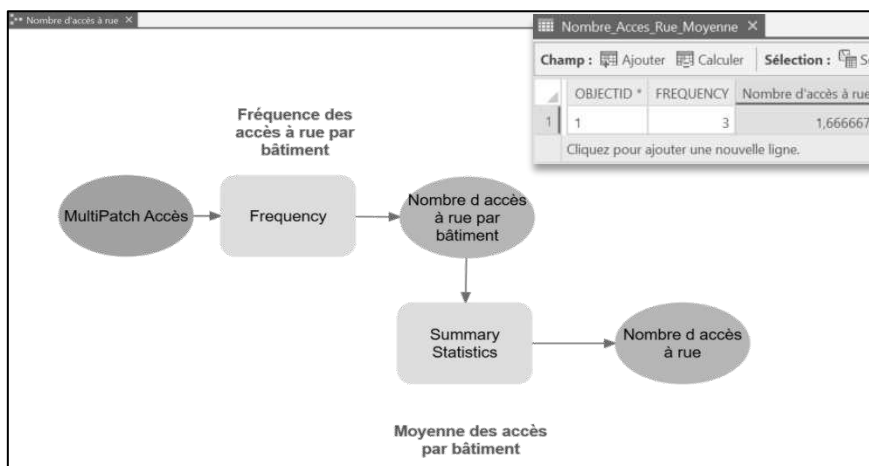 Nombre d'accès à rue
Nombre_Acces_Rue_Moyenne
Champ : Ajouter Calculer Sélection :
OBJECTID * FREQUENCY Nombre d'accès à rue
1 1 3 1,666667
Cliquez pour ajouter une nouvelle ligne.
Fréquence des
accès à rue par
bâtiment
MultiPatch Accès
Frequency
Nombre d accès
à rue par
bâtiment
Summary
Statistics
Nombre d accès
à rue
Moyenne des accès
par bâtiment